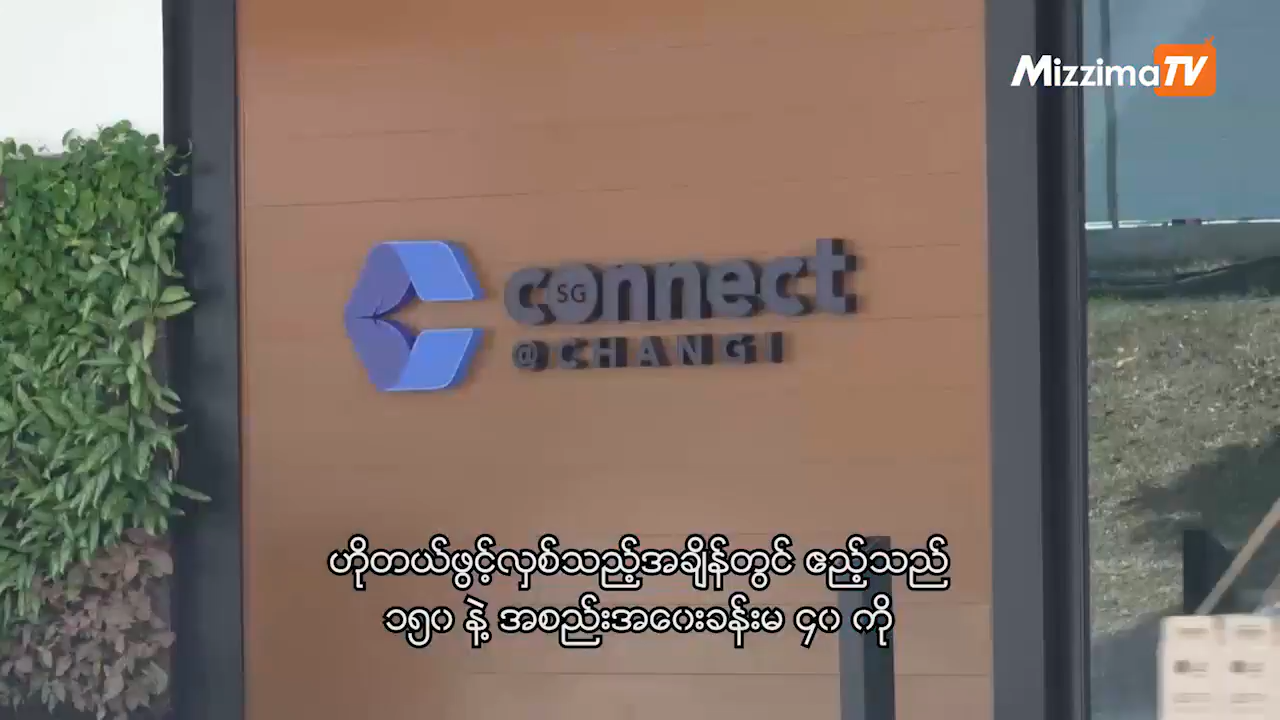 MizzimaTV
connect
SG
@CHANGI
ဟိုတယ်ဖွင့်လှစ်သည့်အချိန်တွင် ဧည့်သည်
၁၅၀ နဲ့ အစည်းအဝေးခန်းမ ၄၀ ကို